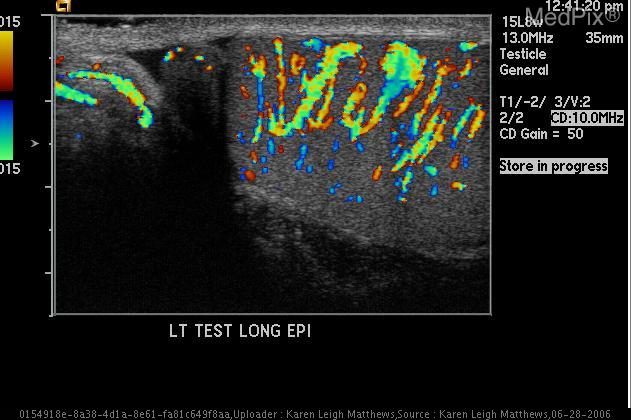 12:41:20 pm
MedPix®
015
15L8w
13.0MHz 35mm
Testicle
General
T1/-2/ 3/V:2
2/2 CD:10.0MHz
CD Gain = 50
015
Store in progress
LT TEST LONG EPI
0154918e-8a38-4d1a-8e61-fa81c649f8aa,Uploader : Karen Leigh Matthews,Source : Karen Leigh Matthews,06-28-2006